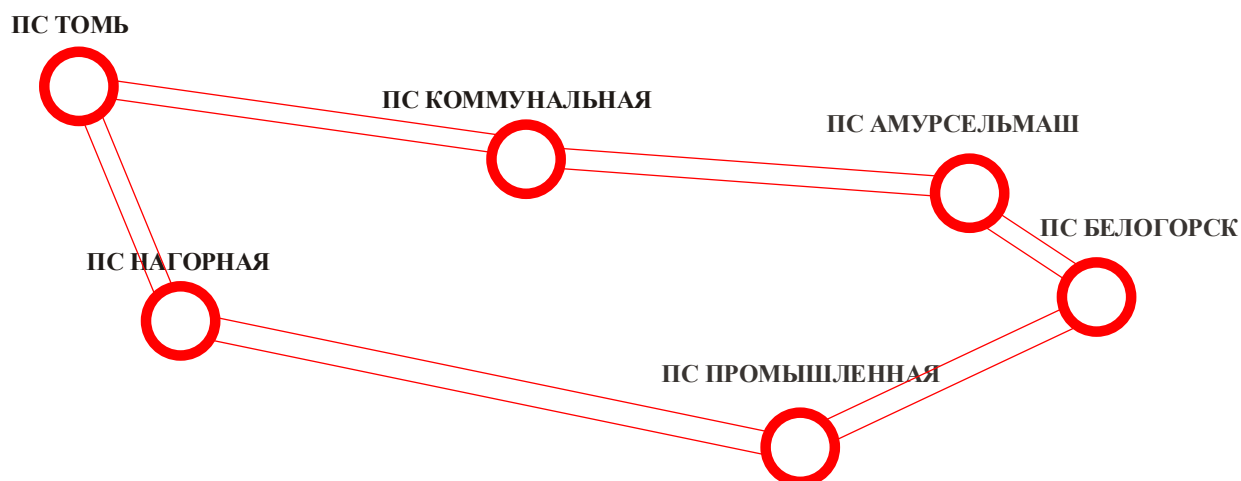 ПС ТОМЬ
ПС КОММУНАЛЬНАЯ
ПС АМУРСЕЛЬМАШ
ПС БЕЛОГОРСК
ПС НАГОРНАЯ
ПС ПРОМЫШЛЕННАЯ